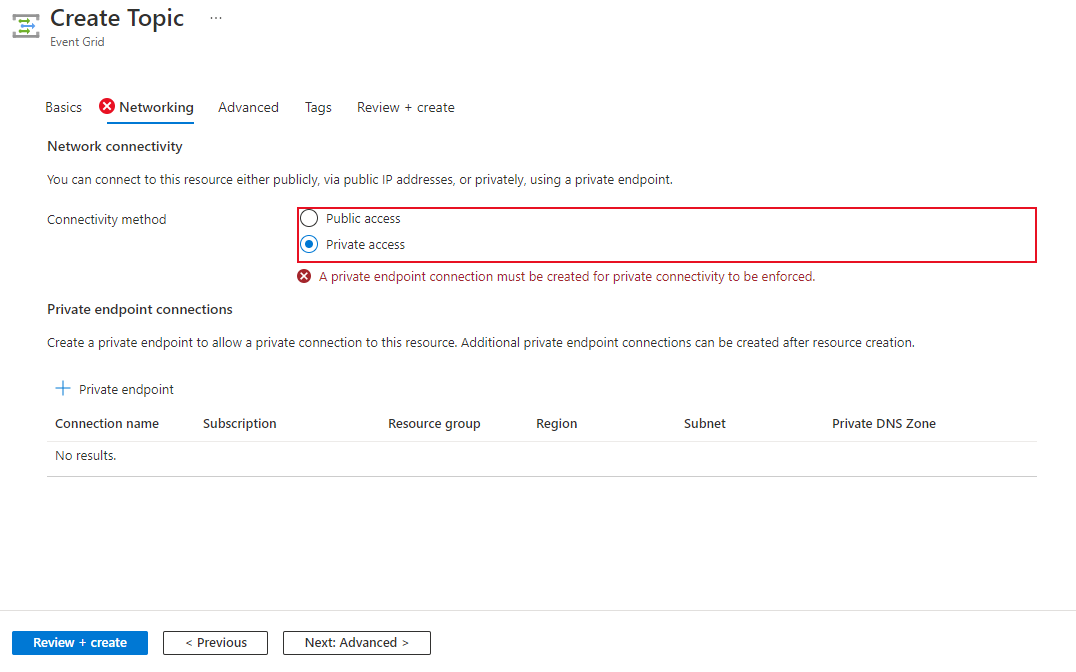 Create Topic ...
Event Grid
Basics Networking Advanced Tags Review + create
Network connectivity
You can connect to this resource either publicly, via public IP addresses, or privately, using a private endpoint.
Connectivity method
Public access
Private access
A private endpoint connection must be created for private connectivity to be enforced.
Private endpoint connections
Create a private endpoint to allow a private connection to this resource. Additional private endpoint connections can be created after resource creation.
+ Private endpoint
Connection name Subscription Resource group Region Subnet Private DNS Zone
No results.
Review + create < Previous Next: Advanced >